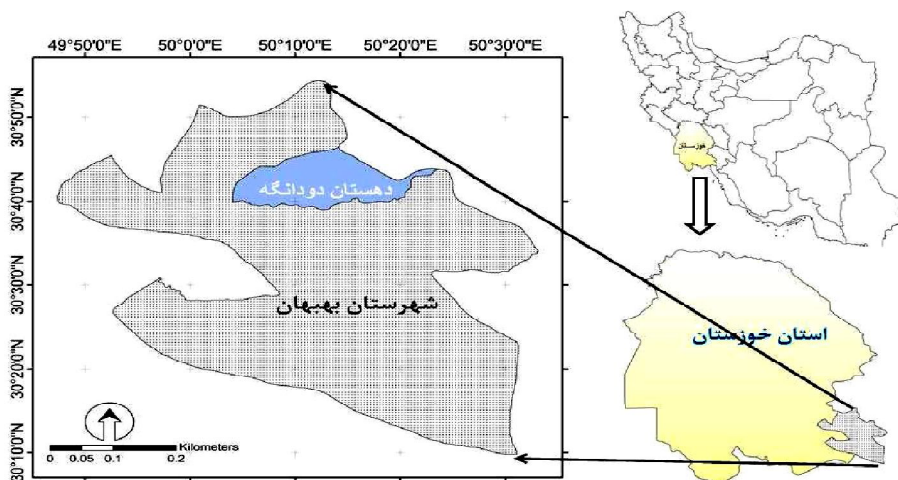 49°50'0"E 50°0'0"E 50°10'0"E 50°20'0"E 50°30'0"E
30°50'0"N
30°40'0"N
30°30'0"N
30°20'0"N
30°10'0"N
دهستان دودانگه
شهرستان بهبهان
0 0.05 0.1 0.2 Kilometers
خوزستان
استان خوزستان